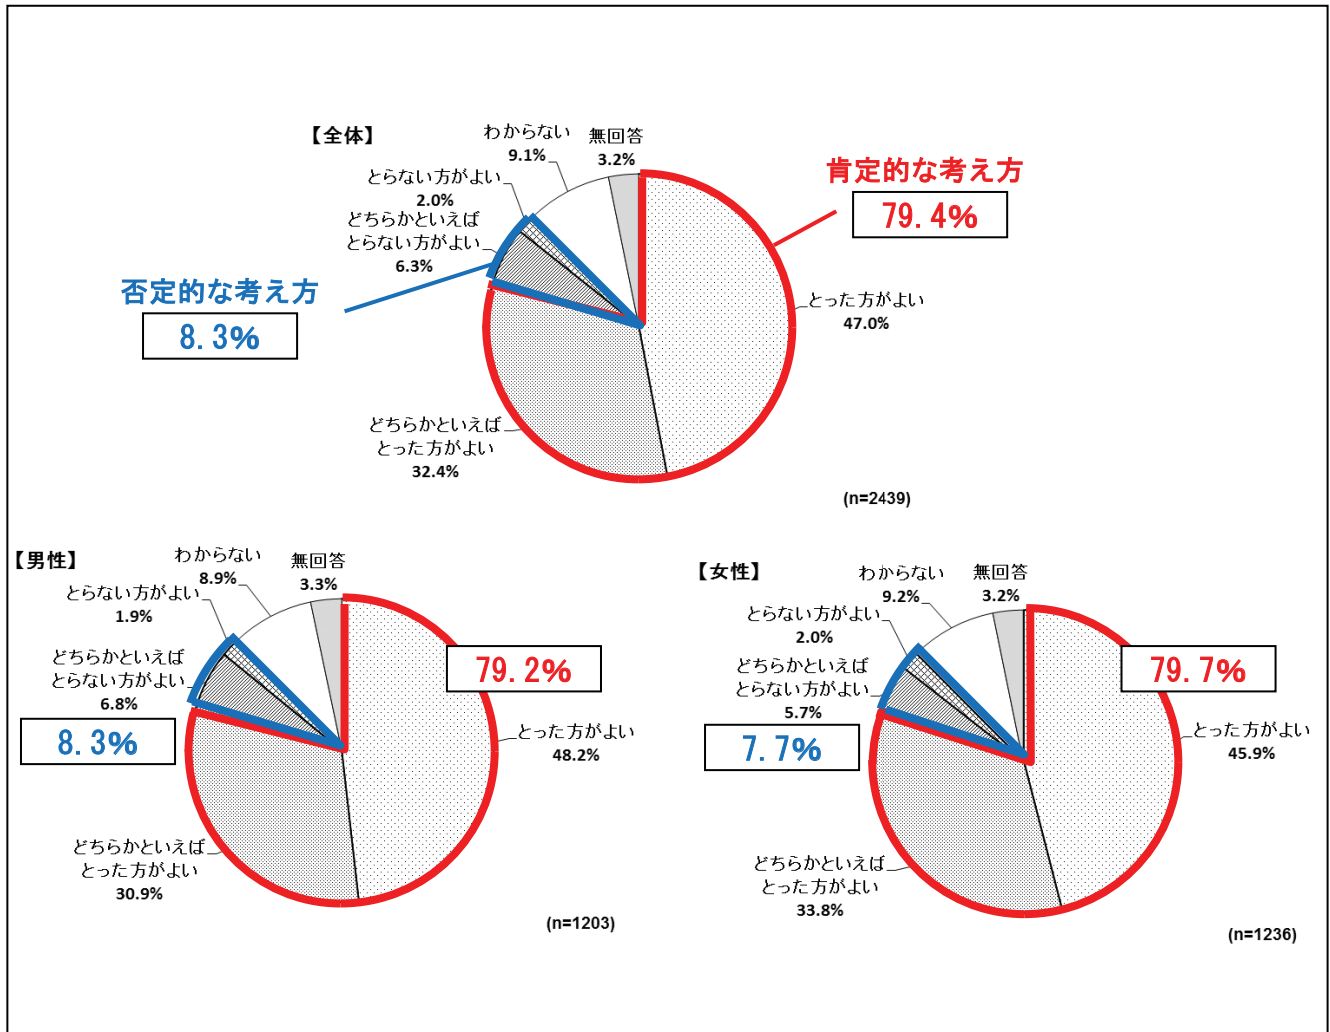 【全体】
わからない
9.1%
無回答
3.2%
とらない方がよい
2.0%
どちらかといえば
とらない方がよい
6.3%
肯定的な考え方
79.4%
否定的な考え方
8.3%
とった方がよい
47.0%
どちらかといえば
とった方がよい
32.4%
(n=2439)
【男性】
わからない
8.9%
無回答
3.3%
とらない方がよい
1.9%
どちらかといえば
とらない方がよい
6.8%
8.3%
79.2%
とった方がよい
48.2%
どちらかといえば
とった方がよい
30.9%
(n=1203)
【女性】
わからない
9.2%
無回答
3.2%
とらない方がよい
2.0%
どちらかといえば
とらない方がよい
5.7%
7.7%
79.7%
とった方がよい
45.9%
どちらかといえば
とった方がよい
33.8%
(n=1236)